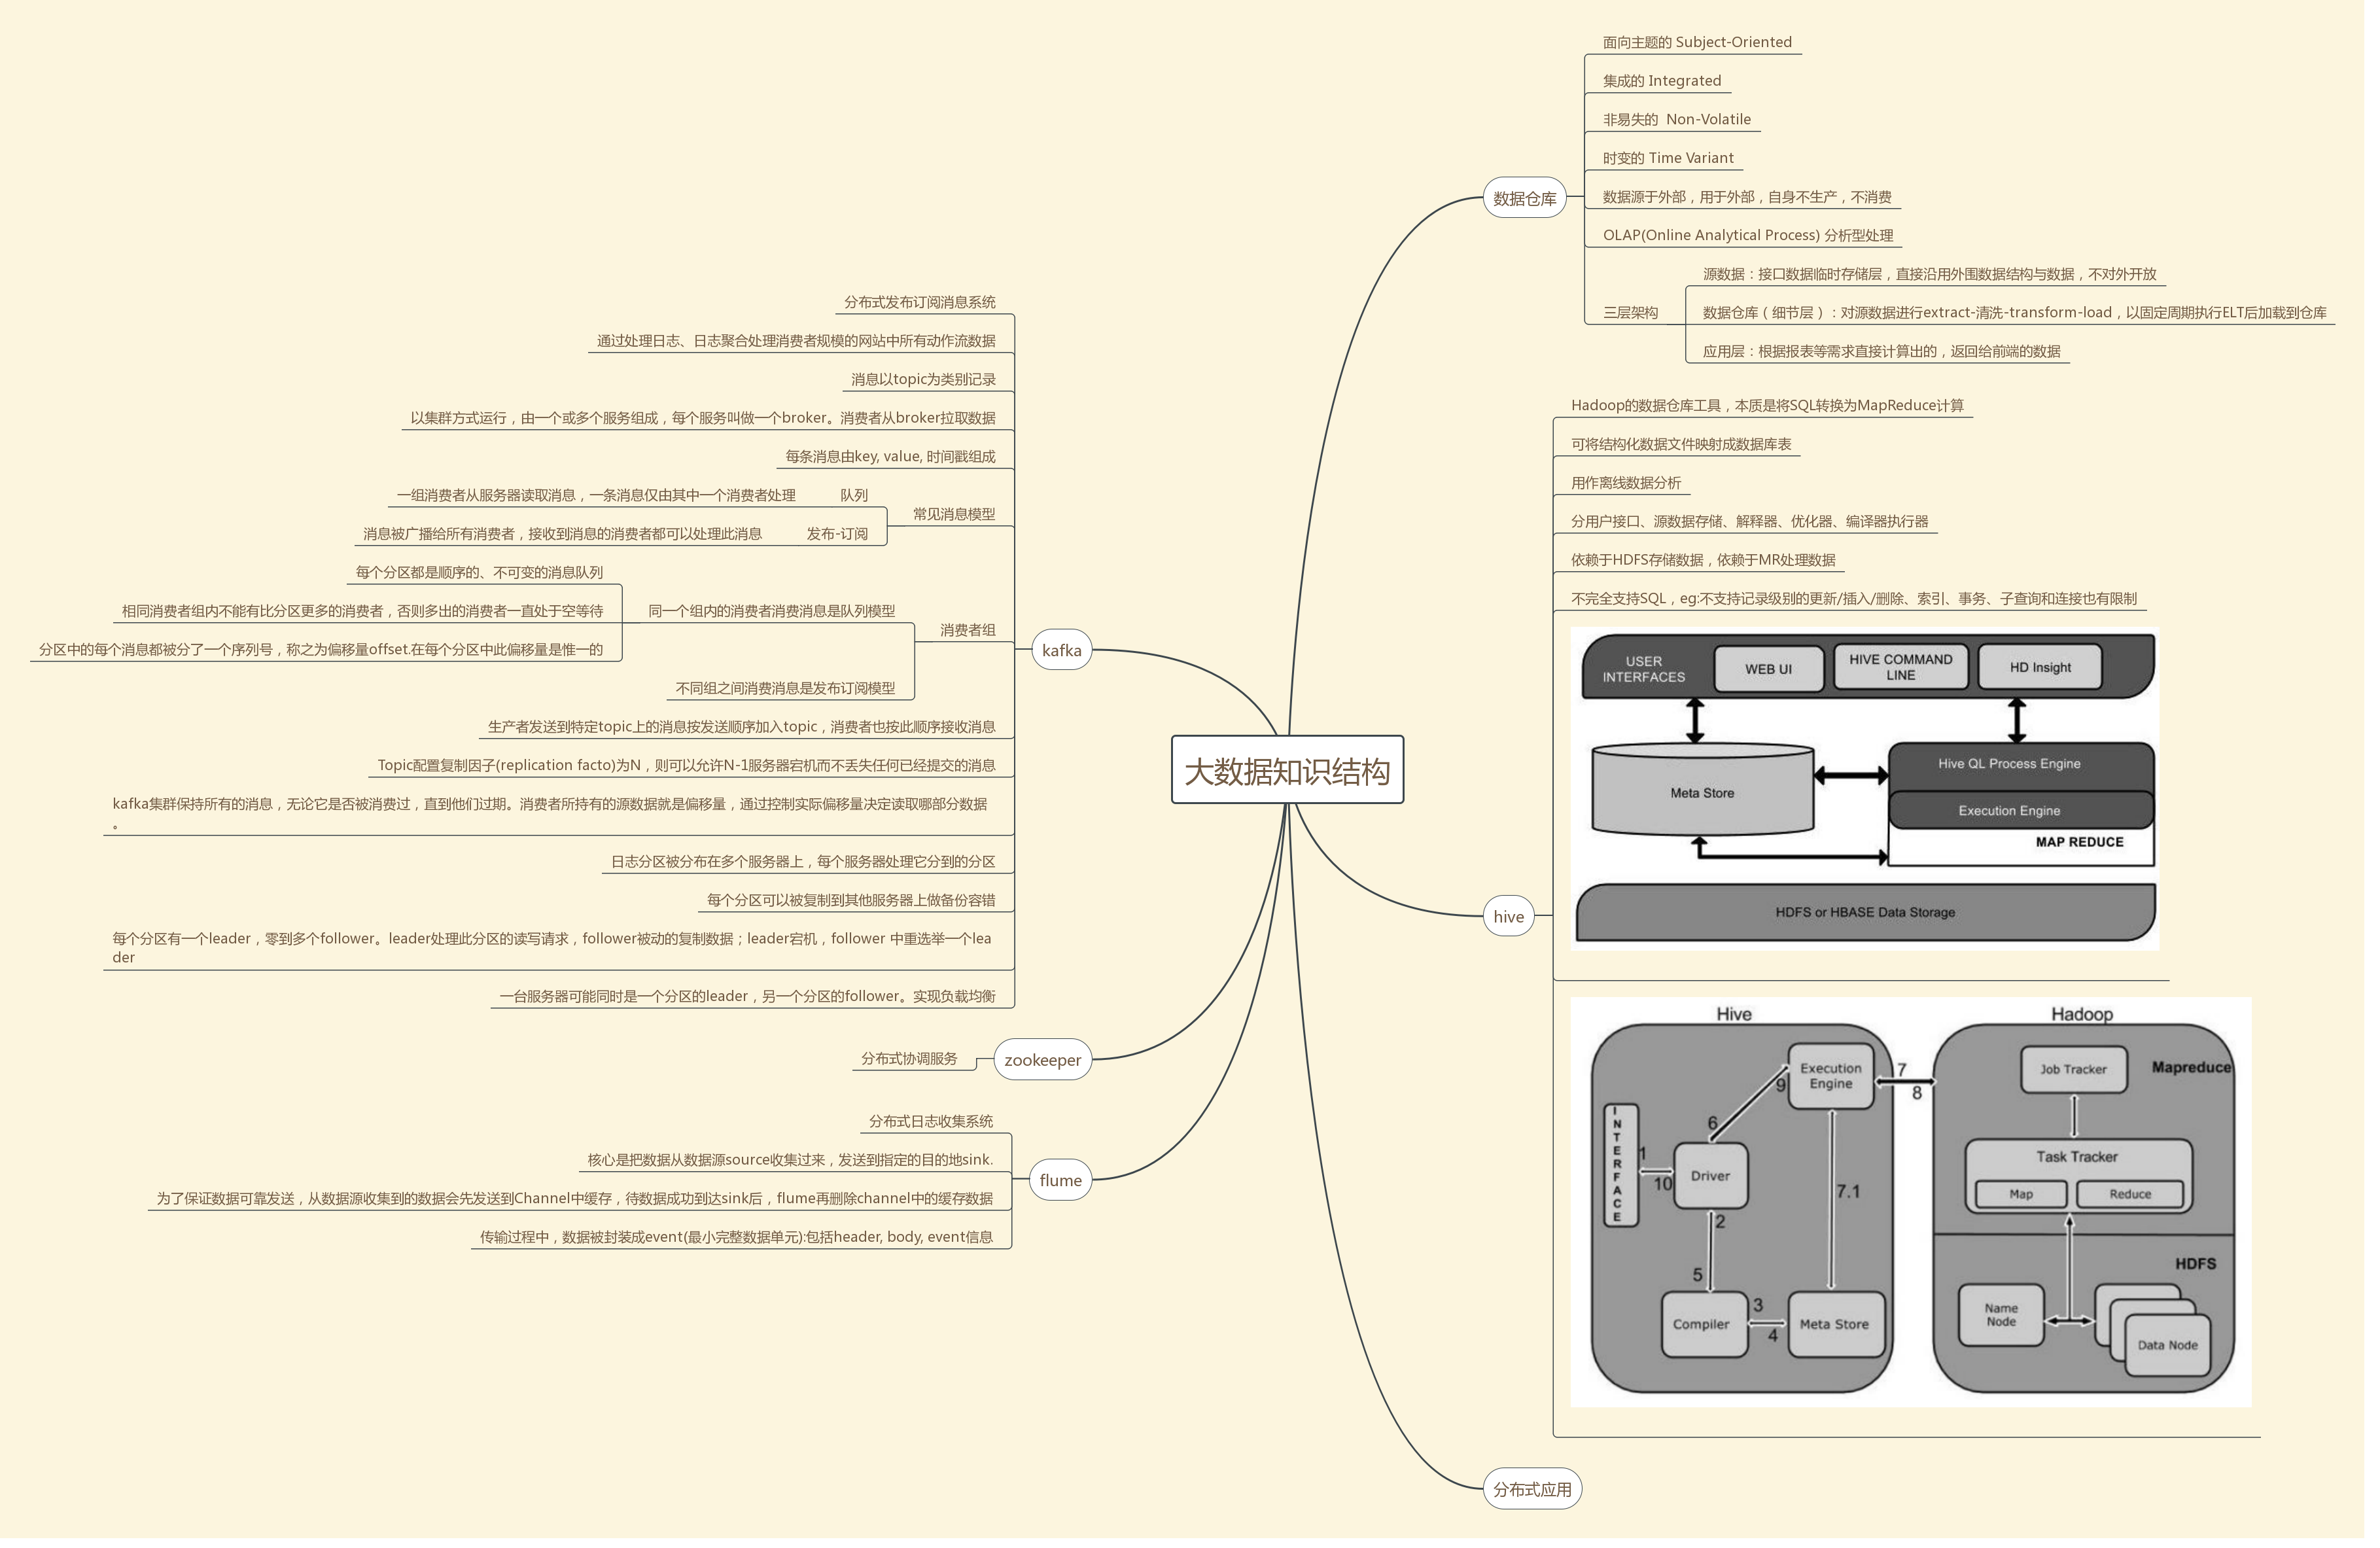 大数据知识结构
数据仓库
面向主题的 Subject-Oriented
集成的 Integrated
非易失的  Non-Volatile
时变的 Time Variant
数据源于外部，用于外部，自身不生产，不消费
OLAP(Online Analytical Process) 分析型处理
三层架构
源数据：接口数据临时存储层，直接沿用外围数据结构与数据，不对外开放
数据仓库（细节层）：对源数据进行extract-清洗-transform-load，以固定周期执行ELT后加载到仓库
应用层：根据报表等需求直接计算出的，返回给前端的数据
hive
Hadoop的数据仓库工具，本质是将SQL转换为MapReduce计算
可将结构化数据文件映射成数据库表
用作离线数据分析
分用户接口、源数据存储、解释器、优化器、编译器执行器
依赖于HDFS存储数据，依赖于MR处理数据
不完全支持SQL，eg:不支持记录级别的更新/插入/删除、索引、事务、子查询和连接也有限制
USER
INTERFACES
WEB UI
HIVE COMMAND
LINE
HD Insight
Meta Store
Hive QL Process Engine
Execution Engine
MAP REDUCE
HDFS or HBASE Data Storage
Hive
Hadoop
INTERFACE
Execution
Engine
Driver
Compiler
Meta Store
1
10
2
5
3
4
6
9
7.1
7
8
Job Tracker
Mapreduce
Task Tracker
Map
Reduce
HDFS
Name
Node
Data Node
分布式应用
kafka
分布式发布订阅消息系统
通过处理日志、日志聚合处理消费者规模的网站中所有动作流数据
消息以topic为类别记录
以集群方式运行，由一个或多个服务组成，每个服务叫做一个broker。消费者从broker拉取数据
每条消息由key, value, 时间戳组成
常见消息模型
一组消费者从服务器读取消息，一条消息仅由其中一个消费者处理 队列
消息被广播给所有消费者，接收到消息的消费者都可以处理此消息 发布-订阅
消费者组
同一个组内的消费者消费消息是队列模型
每个分区都是顺序的、不可变的消息队列
相同消费者组内不能有比分区更多的消费者，否则多出的消费者一直处于空等待
分区中的每个消息都被分了一个序列号，称之为偏移量offset.在每个分区中此偏移量是惟一的
不同组之间消费消息是发布订阅模型
生产者发送到特定topic上的消息按发送顺序加入topic，消费者也按此顺序接收消息
Topic配置复制因子(replication facto)为N，则可以允许N-1服务器宕机而不丢失任何已经提交的消息
kafka集群保持所有的消息，无论它是否被消费过，直到他们过期。消费者所持有的源数据就是偏移量，通过控制实际偏移量决定读取哪部分数据
。
日志分区被分布在多个服务器上，每个服务器处理它分到的分区
每个分区可以被复制到其他服务器上做备份容错
每个分区有一个leader，零到多个follower。leader处理此分区的读写请求，follower被动的复制数据；leader宕机，follower 中重选举一个lea
der
一台服务器可能同时是一个分区的leader，另一个分区的follower。实现负载均衡
zookeeper
分布式协调服务
flume
分布式日志收集系统
核心是把数据从数据源source收集过来，发送到指定的目的地sink.
为了保证数据可靠发送，从数据源收集到的数据会先发送到Channel中缓存，待数据成功到达sink后，flume再删除channel中的缓存数据
传输过程中，数据被封装成event(最小完整数据单元):包括header, body, event信息